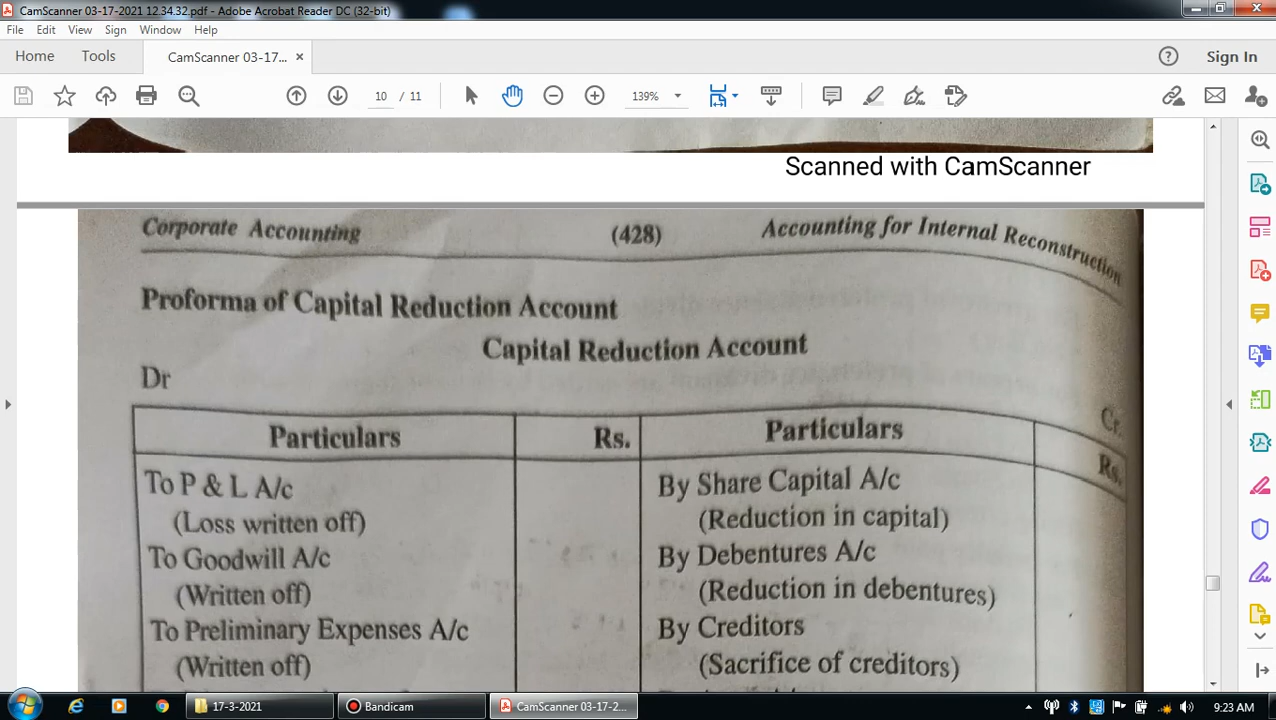 CamScanner 03-17-2021 12.34.32.pdf - Adobe Acrobat Reader DC (32-bit)
File Edit View Sign Window Help
Home Tools CamScanner 03-17... × Sign In
10 / 11 139%
Scanned with CamScanner
Corporate Accounting (428) Accounting for Internal Reconstruction
Proforma of Capital Reduction Account
Capital Reduction Account
Dr Cr.
Particulars Rs. Particulars Rs.
To P & L A/c By Share Capital A/c
(Loss written off) (Reduction in capital)
To Goodwill A/c By Debentures A/c
(Written off) (Reduction in debentures)
To Preliminary Expenses A/c By Creditors
(Written off) (Sacrifice of creditors)
17-3-2021 Bandicam CamScanner 03-17-2... 9:23 AM